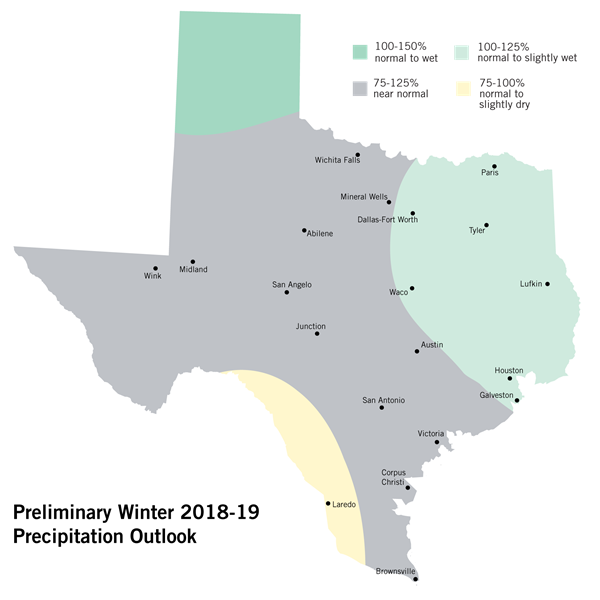 100-150%
normal to wet
100-125%
normal to slightly wet
75-125%
near normal
75-100%
normal to
slightly dry
Wichita Falls
Paris
Mineral Wells
Dallas-Fort Worth
Tyler
Abilene
Wink
Midland
San Angelo
Waco
Lufkin
Junction
Austin
Houston
Galveston
San Antonio
Victoria
Corpus
Christi
Laredo
Brownsville
Preliminary Winter 2018-19
Precipitation Outlook